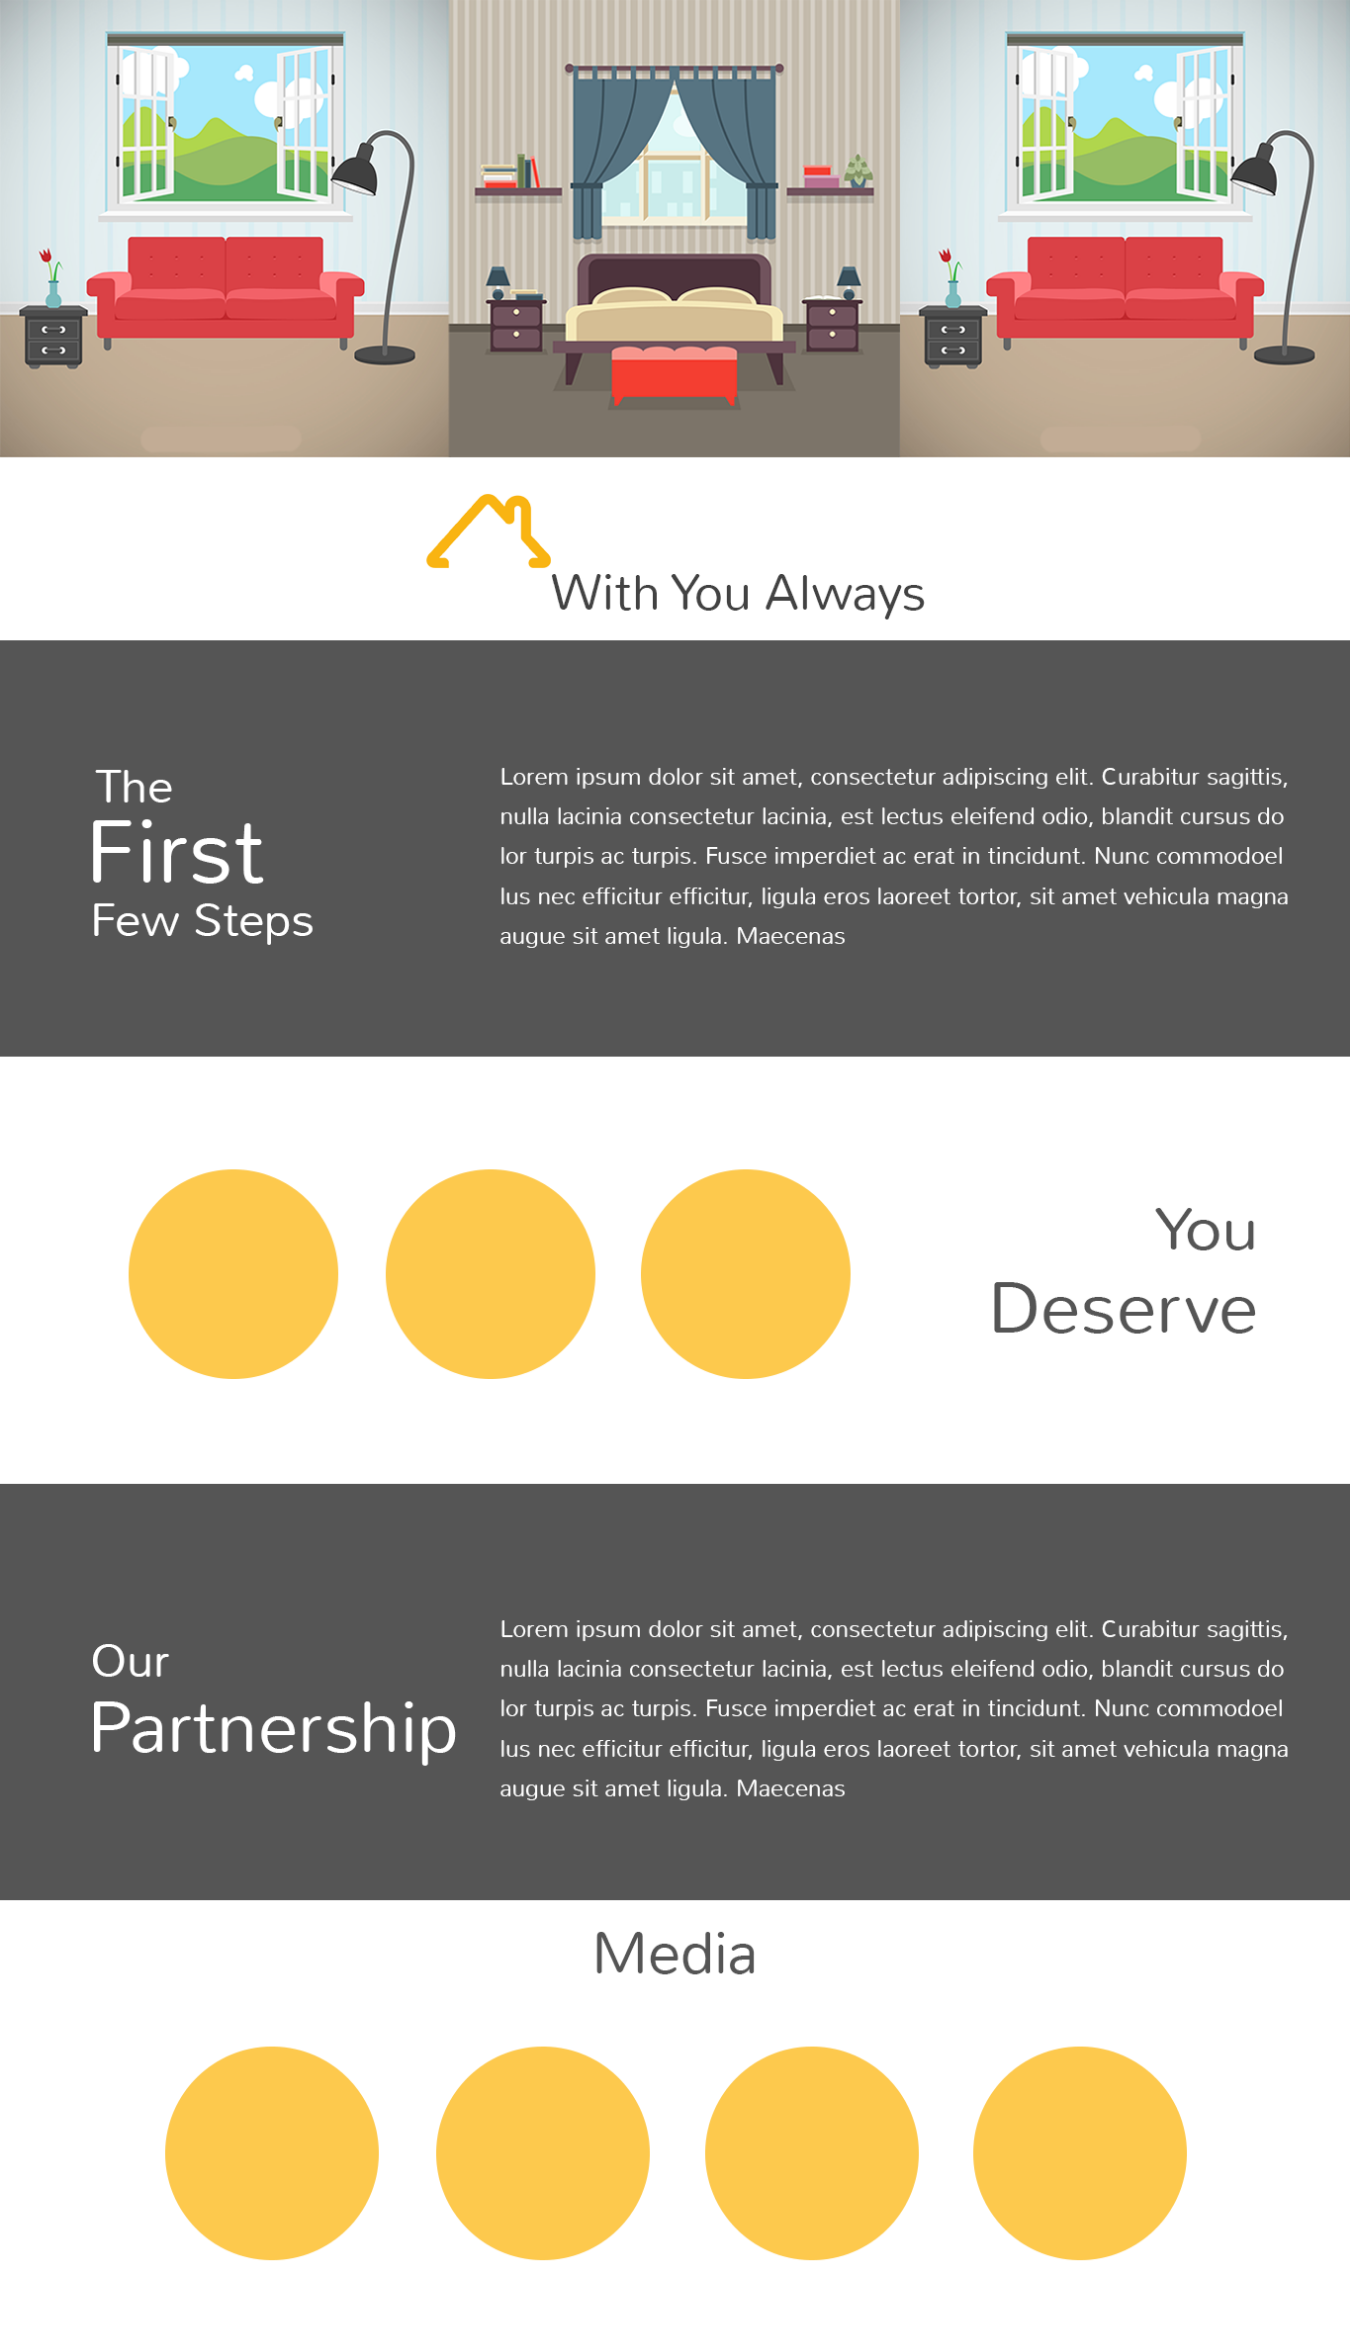 With You Always
The
First
Few Steps
Lorem ipsum dolor sit amet, consectetur adipiscing elit. Curabitur sagittis,
nulla lacinia consectetur lacinia, est lectus eleifend odio, blandit cursus do
lor turpis ac turpis. Fusce imperdiet ac erat in tincidunt. Nunc commodoel
lus nec efficitur efficitur, ligula eros laoreet tortor, sit amet vehicula magna
augue sit amet ligula. Maecenas
You
Deserve
Our
Partnership
Lorem ipsum dolor sit amet, consectetur adipiscing elit. Curabitur sagittis,
nulla lacinia consectetur lacinia, est lectus eleifend odio, blandit cursus do
lor turpis ac turpis. Fusce imperdiet ac erat in tincidunt. Nunc commodoel
lus nec efficitur efficitur, ligula eros laoreet tortor, sit amet vehicula magna
augue sit amet ligula. Maecenas
Media